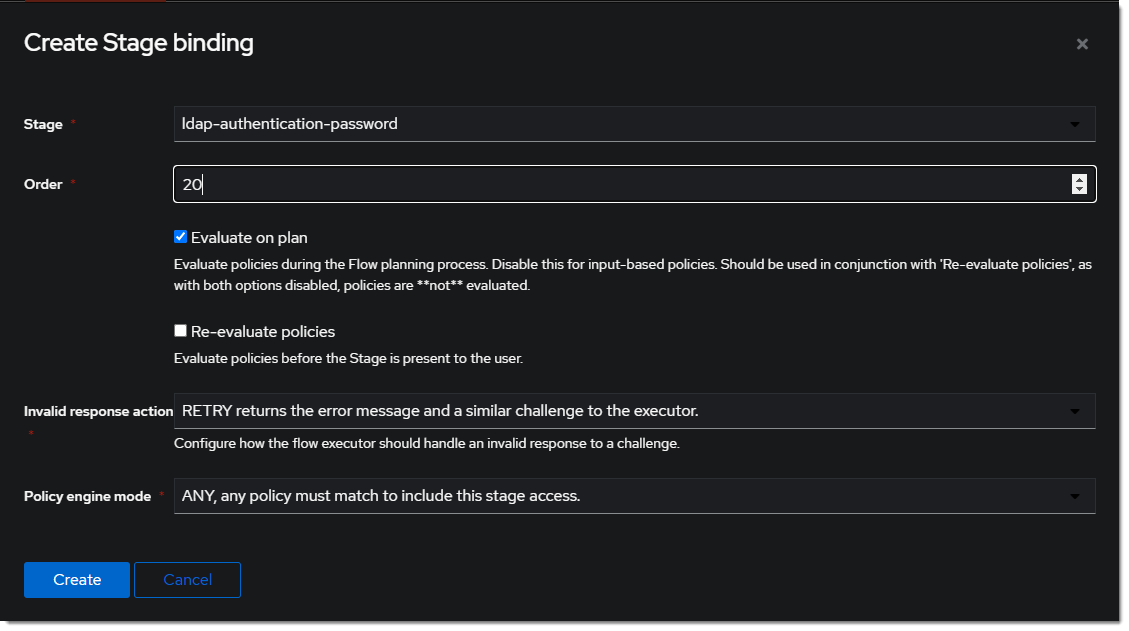 Create Stage binding
Stage *
ldap-authentication-password
Order *
20
Evaluate on plan
Evaluate policies during the Flow planning process. Disable this for input-based policies. Should be used in conjunction with 'Re-evaluate policies', as
with both options disabled, policies are **not** evaluated.
Re-evaluate policies
Evaluate policies before the Stage is present to the user.
Invalid response action
*
RETRY returns the error message and a similar challenge to the executor.
Configure how the flow executor should handle an invalid response to a challenge.
Policy engine mode *
ANY, any policy must match to include this stage access.
Create
Cancel